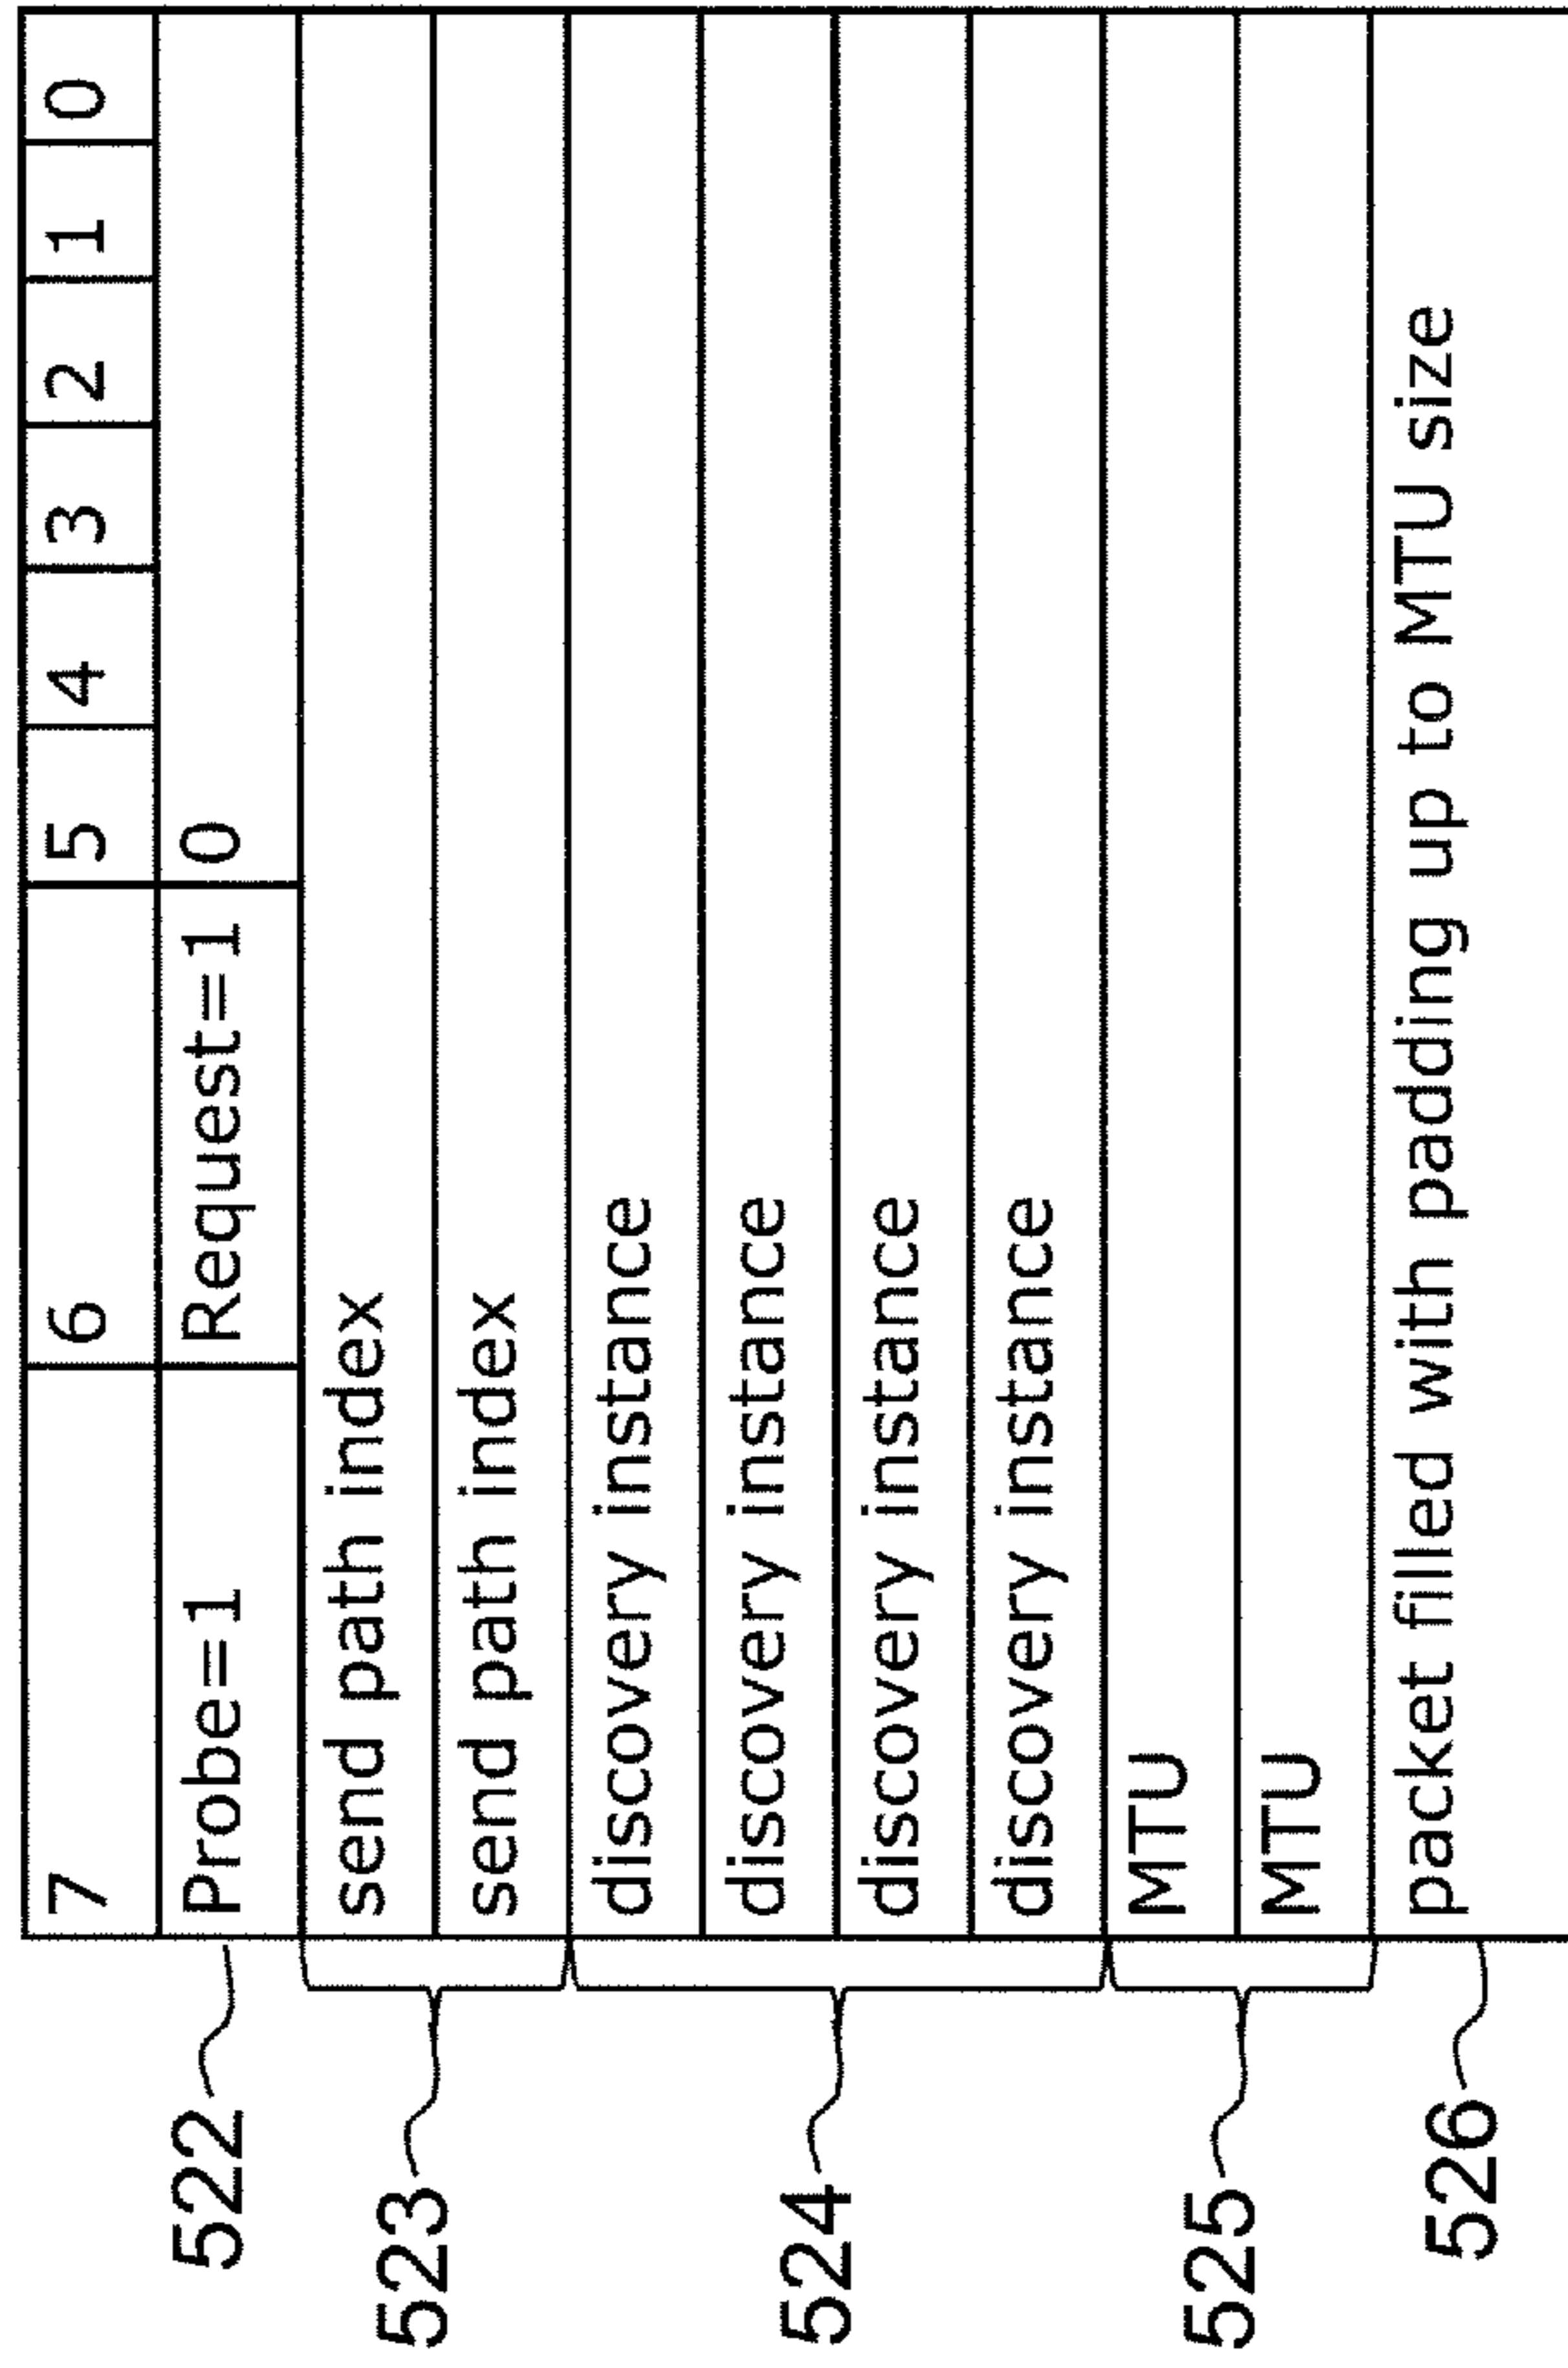 7 6 5 4 3 2 1 0
522 Probe=1 Request=1 0
send path index
523
send path index
discovery instance
discovery instance
524
discovery instance
discovery instance
MTU
525
MTU
526 packet filled with padding up to MTU size